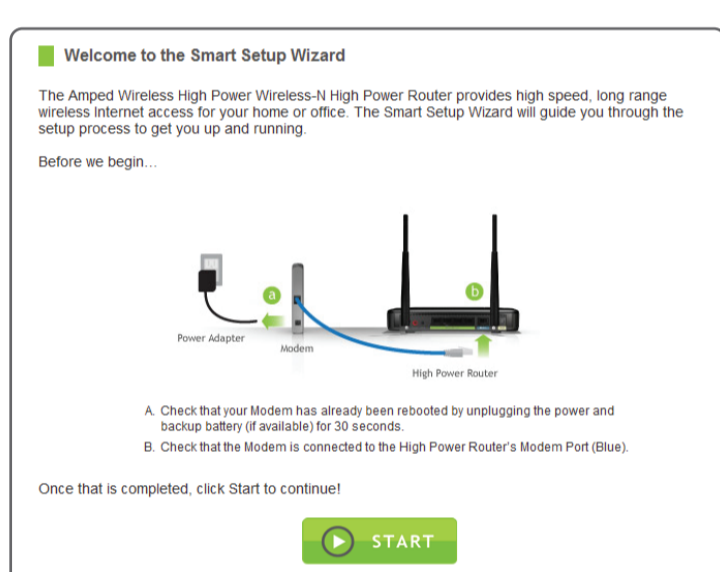 Welcome to the Smart Setup Wizard
The Amped Wireless High Power Wireless-N High Power Router provides high speed, long range
wireless Internet access for your home or office. The Smart Setup Wizard will guide you through the
setup process to get you up and running.
Before we begin...
a
b
Power Adapter
Modem
High Power Router
A. Check that your Modem has already been rebooted by unplugging the power and
backup battery (if available) for 30 seconds.
B. Check that the Modem is connected to the High Power Router's Modem Port (Blue).
Once that is completed, click Start to continue!
START